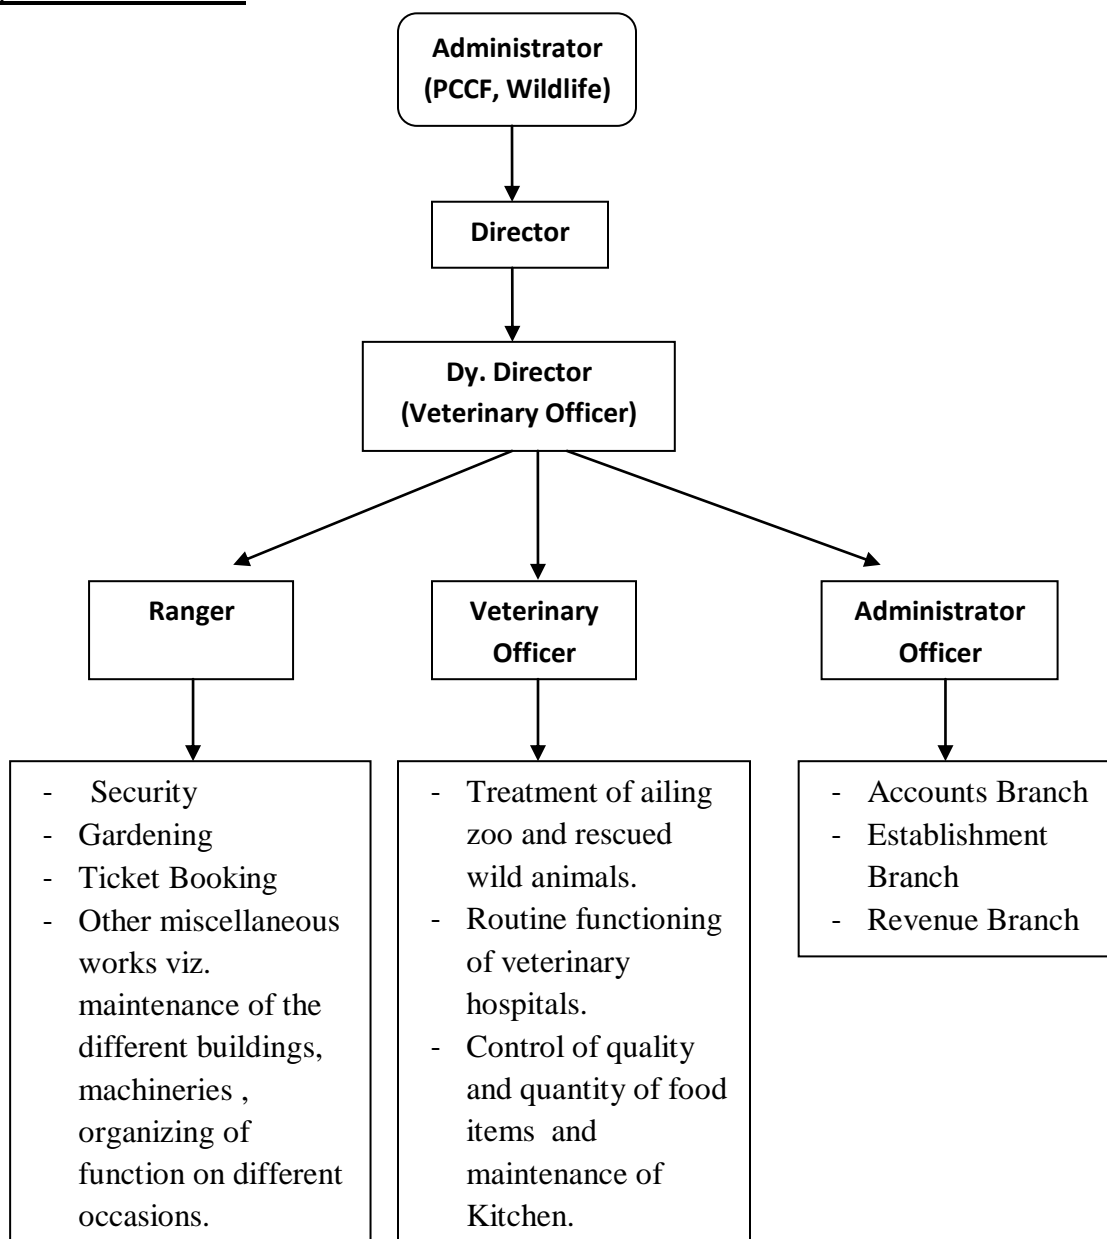 Administrator
(PCCF, Wildlife)
Director
Dy. Director
(Veterinary Officer)
Ranger
Veterinary
Officer
Administrator
Officer
- Security
- Gardening
- Ticket Booking
- Other miscellaneous
works viz.
maintenance of the
different buildings,
machineries ,
organizing of
function on different
occasions.
- Treatment of ailing
zoo and rescued
wild animals.
- Routine functioning
of veterinary
hospitals.
- Control of quality
and quantity of food
items and
maintenance of
Kitchen.
- Accounts Branch
- Establishment
Branch
- Revenue Branch